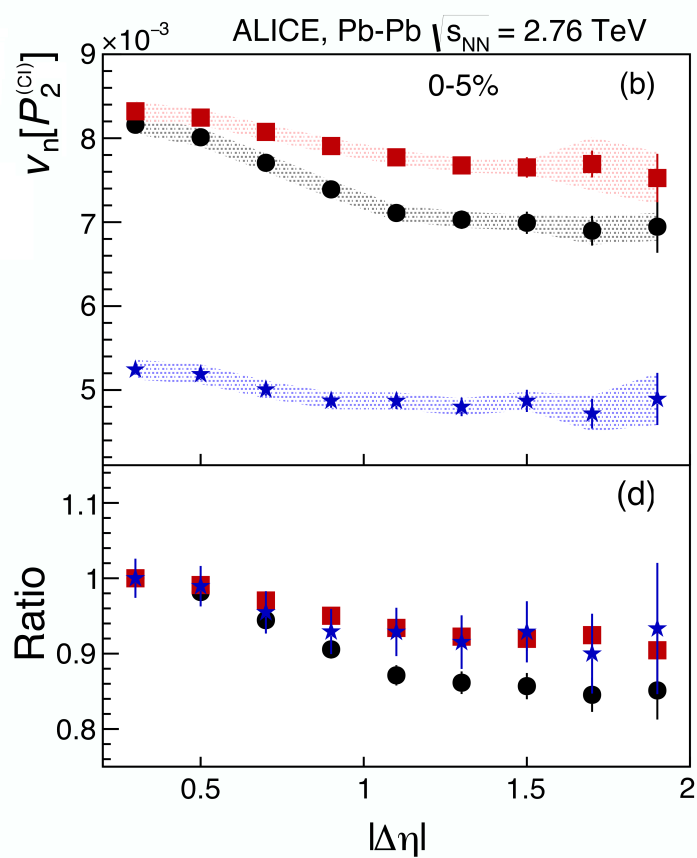 ×10⁻³ ALICE, Pb-Pb √sNN = 2.76 TeV
0-5% (b)
vn[P2(CI)]
9
8
7
6
5
(d)
Ratio
1.1
1
0.9
0.8
0.5 1 1.5 2
|Δη|